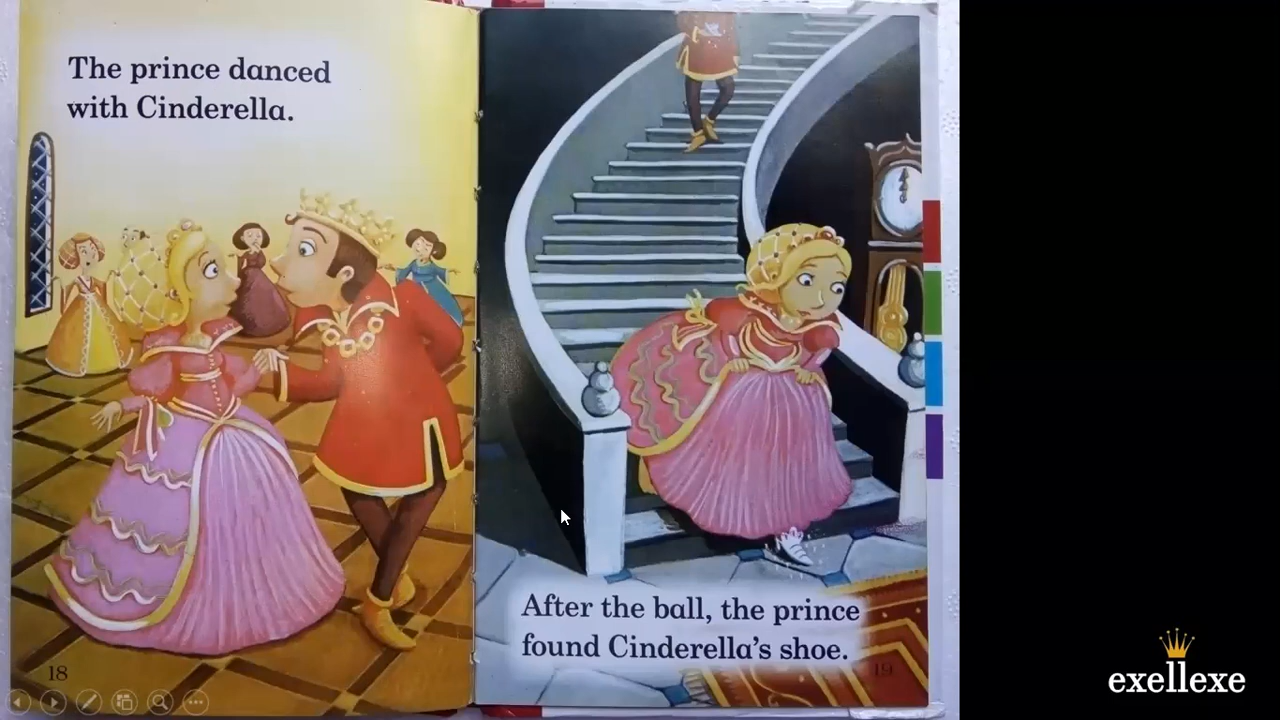 The prince danced
with Cinderella.
18
After the ball, the prince
found Cinderella's shoe.
19
exellexe